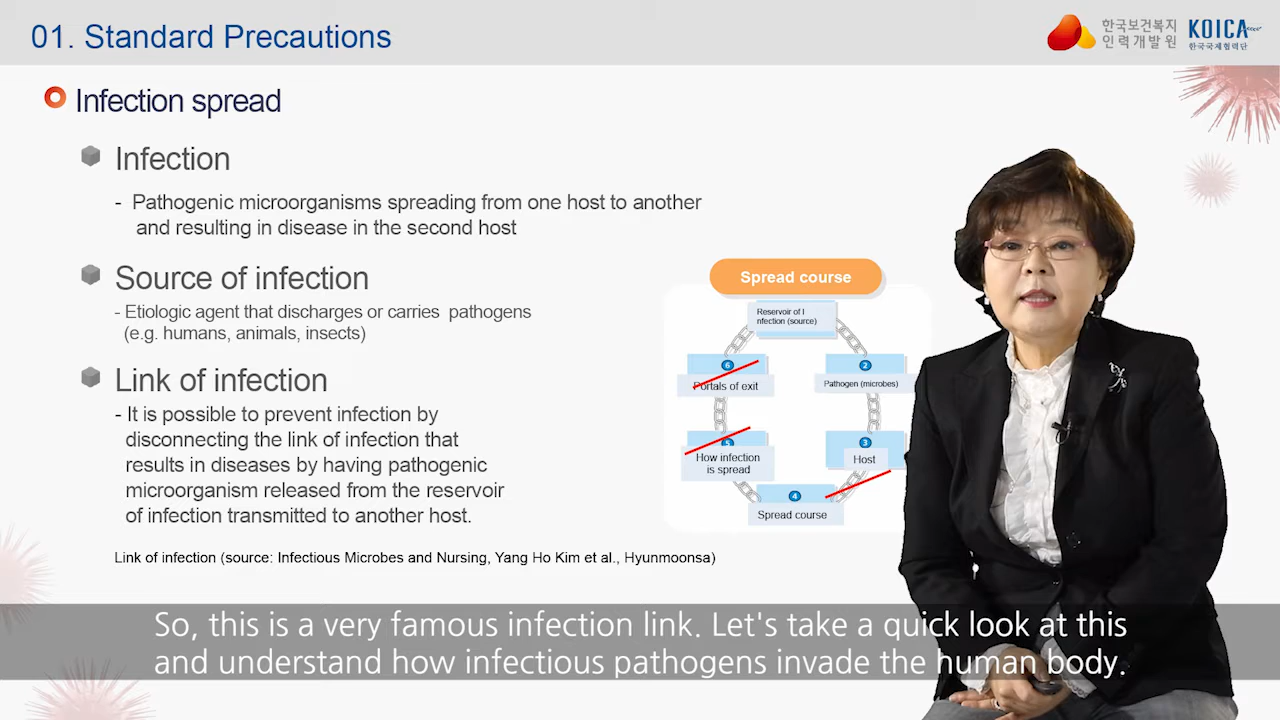 01. Standard Precautions
한국보건복지
인력개발원
KOICA
한국국제협력단
Infection spread
Infection
- Pathogenic microorganisms spreading from one host to another
and resulting in disease in the second host
Source of infection
- Etiologic agent that discharges or carries pathogens
(e.g. humans, animals, insects)
Link of infection
- It is possible to prevent infection by
disconnecting the link of infection that
results in diseases by having pathogenic
microorganism released from the reservoir
of infection transmitted to another host.
Link of infection (source: Infectious Microbes and Nursing, Yang Ho Kim et al., Hyunmoonsa)
Spread course
Reservoir of I
nfection (source)
2
Pathogen (microbes)
3
Host
4
Spread course
5
How infection
is spread
6
Portals of exit
So, this is a very famous infection link. Let's take a quick look at this
and understand how infectious pathogens invade the human body.